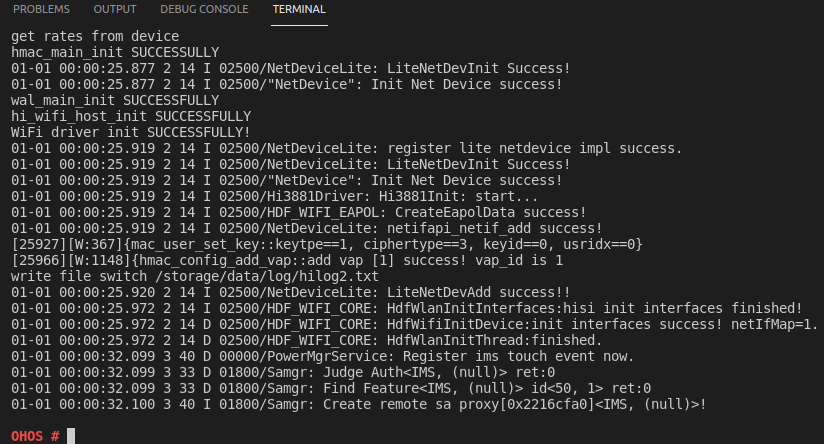 PROBLEMS OUTPUT DEBUG CONSOLE TERMINAL
get rates from device
hmac_main_init SUCCESSULLY
01-01 00:00:25.877 2 14 I 02500/NetDeviceLite: LiteNetDevInit Success!
01-01 00:00:25.877 2 14 I 02500/"NetDevice": Init Net Device success!
wal_main_init SUCCESSFULLY
hi_wifi_host_init SUCCESSFULLY
WiFi driver init SUCCESSFULLY!
01-01 00:00:25.919 2 14 I 02500/NetDeviceLite: register lite netdevice impl success.
01-01 00:00:25.919 2 14 I 02500/NetDeviceLite: LiteNetDevInit Success!
01-01 00:00:25.919 2 14 I 02500/"NetDevice": Init Net Device success!
01-01 00:00:25.919 2 14 I 02500/Hi3881Driver: Hi3881Init: start...
01-01 00:00:25.919 2 14 I 02500/HDF_WIFI_EAPOL: CreateEapolData success!
01-01 00:00:25.919 2 14 I 02500/NetDeviceLite: netifapi_netif_add success!
[25927][W:367]{mac_user_set_key::keytpe==1, ciphertype==3, keyid==0, usridx==0}
[25966][W:1148]{hmac_config_add_vap::add vap [1] success! vap_id is 1
write file switch /storage/data/log/hilog2.txt
01-01 00:00:25.920 2 14 I 02500/NetDeviceLite: LiteNetDevAdd success!!
01-01 00:00:25.972 2 14 I 02500/HDF_WIFI_CORE: HdfWlanInitInterfaces:hisi init interfaces finished!
01-01 00:00:25.972 2 14 D 02500/HDF_WIFI_CORE: HdfWifiInitDevice:init interfaces success! netIfMap=1.
01-01 00:00:25.972 2 14 D 02500/HDF_WIFI_CORE: HdfWlanInitThread:finished.
01-01 00:00:32.099 3 40 D 00000/PowerMgrService: Register ims touch event now.
01-01 00:00:32.099 3 33 D 01800/Samgr: Judge Auth<IMS, (null)> ret:0
01-01 00:00:32.099 3 33 D 01800/Samgr: Find Feature<IMS, (null)> id<50, 1> ret:0
01-01 00:00:32.100 3 40 I 01800/Samgr: Create remote sa proxy[0x2216cfa0]<IMS, (null)>!
OHOS #